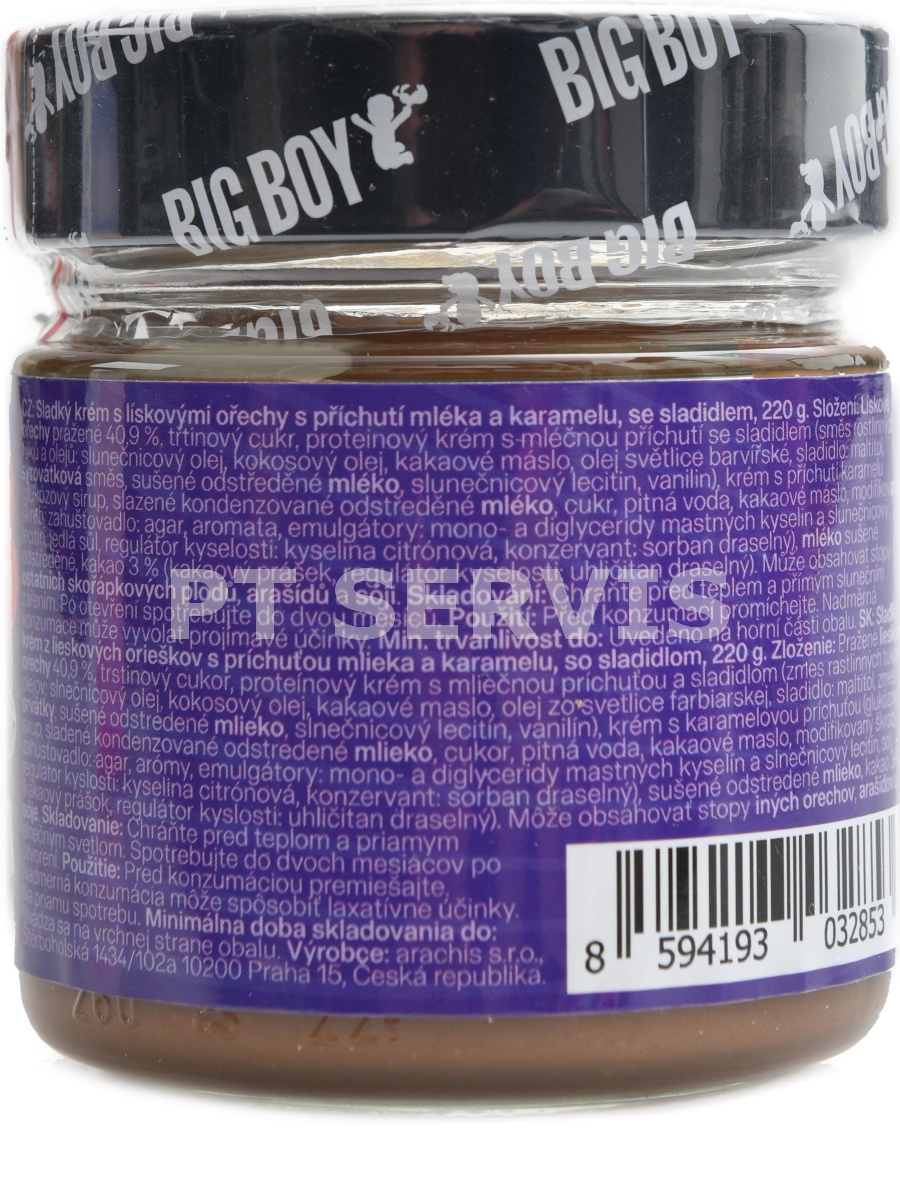 BIG BOY
BIG BOY
BIG BOY
BIG BOY
BIG BOY
BIG
CZ: Sladký krém s lískovými ořechy s příchutí mléka a karamelu, se sladidlem, 220 g. Složení: Lískové
ořechy pražené 40,9 %, třtinový cukr, proteinový krém s mléčnou příchutí se sladidlem (směs rostlinných
tuků a olejů: slunečnicový olej, kokosový olej, kakaové máslo, olej světlice barvířské, sladidlo: maltitol,
syrovátková směs, sušené odstředěné mléko, slunečnicový lecitin, vanilin), krém s příchutí karamelu
glukózový sirup, slazené kondenzované odstředěné mléko, cukr, pitná voda, kakaové máslo,
zahušťovadlo: agar, aromata, emulgátory: mono- a diglyceridy mastných kyselin a slunečnicový
lecitin, jedlá sůl, regulátor kyselosti: kyselina citrónová, konzervant: sorban draselný), mléko sušené
odstředěné, kakao 3 % uhličitan draselný). Může obsahovat stopy
ostatních skořápkových plodů, arašídů a sóji. Skladování: Chraňte před teplem a přímým slunečním
zářením. Po otevření spotřebujte do dvou měsíců. Použití: promíchejte. Nadměrná
konzumace může vyvolat projímavé účinky. Min. trvanlivost do: uvedeno na horní části obalu. SK: Sladký
krém z lieskových orieškov s príchuťou mlieka a karamelu, so sladidlom, 220 g. Zloženie: Pražené
orechy 40,9 %, trstinový cukor, proteínový krém s mliečnou príchuťou a sladidlom (zmes rastlinných
slnečnicový olej, kokosový olej, kakaové maslo, olej zo svetlice farbiarskej, sladidlo: maltitol, zmes
srvátky, sušené odstredené mlieko, slnečnicový lecitín, vanilín), krém s karamelovou príchuťou
sladené kondenzované odstredené mlieko, cukor, pitná voda, kakaové maslo, modifikovaný
zahusťovadlo: agar, arómy, emulgátory: mono- a diglyceridy mastných kyselín a slnečnicový lecitín,
regulátor kyslosti: kyselina citrónová, konzervant: sorban draselný), sušené odstredené mlieko,
kakaový prášok, regulátor kyslosti: uhličitan draselný). Môže obsahovať stopy iných orechov,
sóje. Skladovanie: Chráňte pred teplom a priamym
slnečným svetlom. Spotrebujte do dvoch mesiacov po
otvorení. Použitie: Pred konzumáciou premiešajte.
Nadmerná konzumácia môže spôsobiť laxatívne účinky.
Na priamu spotrebu. Minimálna doba skladovania do:
uvádza sa na vrchnej strane obalu. Výrobce: arachis s.r.o.,
Štěrboholská 1434/102a 10200 Praha 15, Česká republika.
8 594193 032853
PT SERVIS